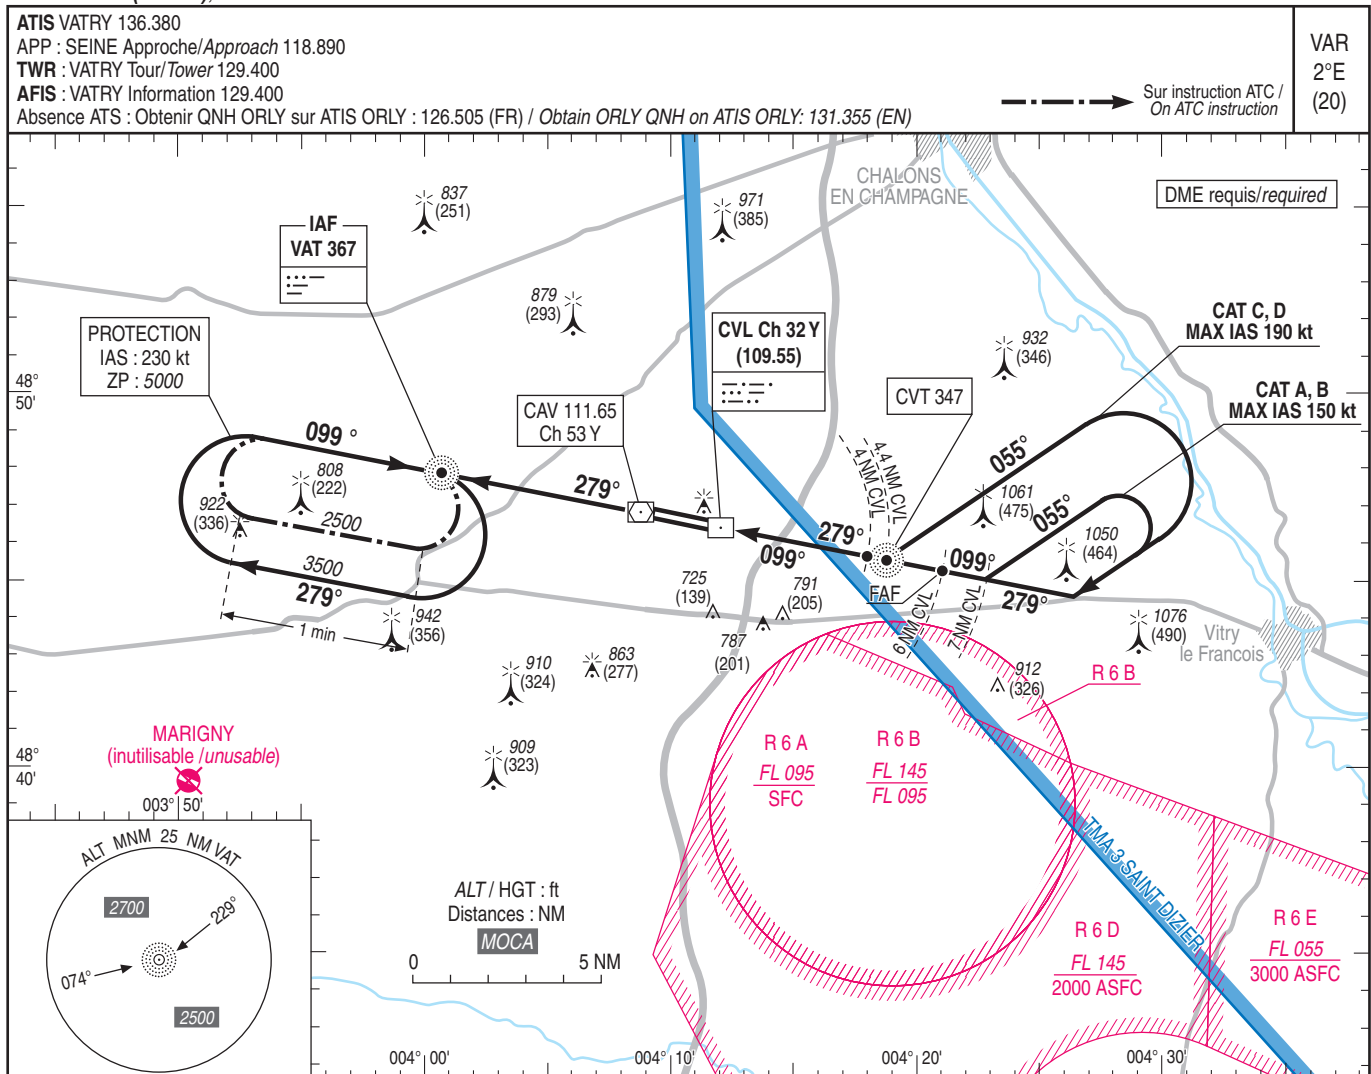 ATIS VATRY 136.380
APP : SEINE Approche/Approach 118.890
TWR : VATRY Tour/Tower 129.400
AFIS : VATRY Information 129.400
Absence ATS : Obtenir QNH ORLY sur ATIS ORLY : 126.505 (FR) / Obtain ORLY QNH on ATIS ORLY: 131.355 (EN)
Sur instruction ATC /
On ATC instruction
VAR
2°E
(20)
837
(251)
971
(385)
CHALONS
EN CHAMPAGNE
DME requis/required
IAF
VAT 367
879
(293)
PROTECTION
IAS : 230 kt
ZP : 5000
CVL Ch 32 Y
(109.55)
932
(346)
CAT C, D
MAX IAS 190 kt
48°
50'
CAV 111.65
Ch 53 Y
CVT 347
CAT A, B
MAX IAS 150 kt
099 °
808
(222)
922
(336)
2500
3500
279°
1 min
942
(356)
279°
4 NM CVL
4.4 NM CVL
055°
1061
(475)
055°
1050
(464)
279°
099°
099°
279°
FAF
6 NM CVL
7 NM CVL
725
(139)
791
(205)
787
(201)
1076
(490)
Vitry
le Francois
910
(324)
863
(277)
912
(326)
R 6 B
909
(323)
MARIGNY
(inutilisable /unusable)
48°
40'
003° 50'
R 6 A
FL 095
SFC
R 6 B
FL 145
FL 095
TMA 3 SAINT DIZIER
ALT MNM 25 NM VAT
2700
229°
074°
2500
ALT / HGT : ft
Distances : NM
MOCA
0
5 NM
R 6 D
FL 145
2000 ASFC
R 6 E
FL 055
3000 ASFC
004° 00'
004° 10'
004° 20'
004° 30'